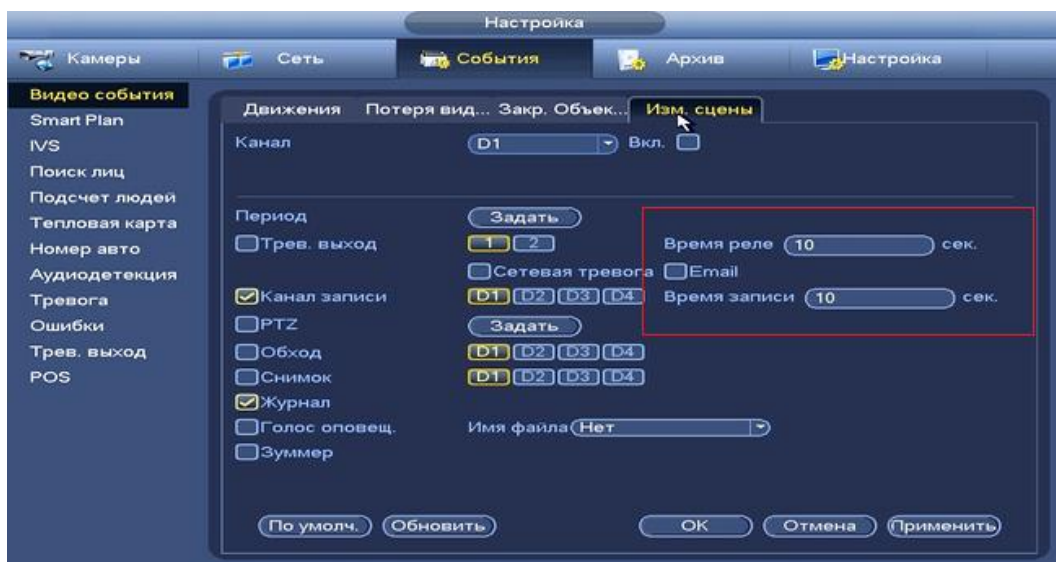 Настройка
Камеры Сеть События Архив Настройка
Видео события
Smart Plan
IVS
Поиск лиц
Подсчет людей
Тепловая карта
Номер авто
Аудиодетекция
Тревога
Ошибки
Трев. выход
POS
Движения Потеря вид... Закр. Объек... Изм. сцены
Канал D1 Вкл.
Период Задать
Трев. выход 1 2 Время реле 10 сек.
Сетевая тревога Email
Канал записи D1 D2 D3 D4 Время записи 10 сек.
PTZ Задать
Обход D1 D2 D3 D4
Снимок D1 D2 D3 D4
Журнал
Голос оповещ. Имя файла Нет
Зуммер
По умолч. Обновить ОК Отмена Применить